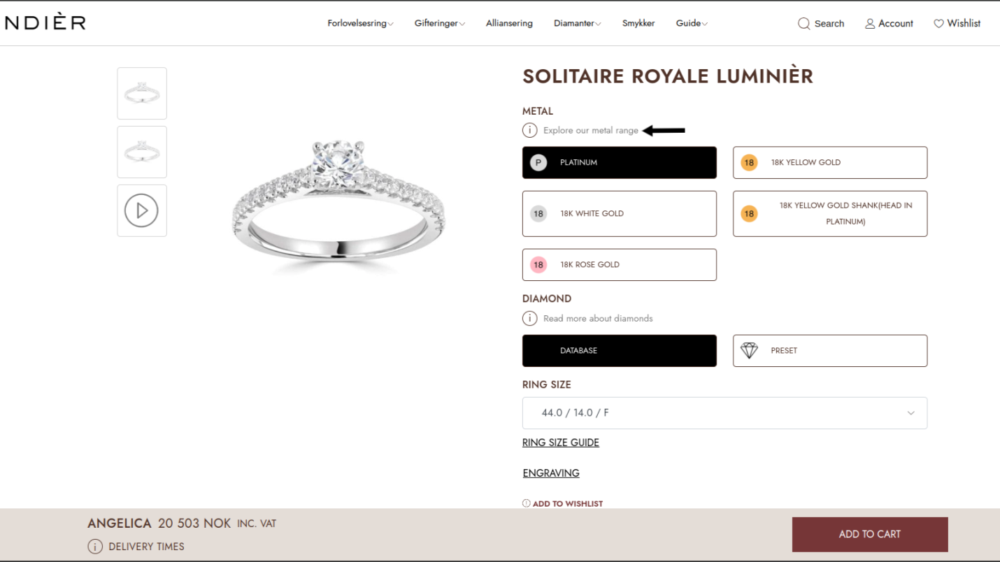 NDIÈR
Forlovelsesring Gifteringer Alliansering Diamanter Smykker Guide
Search Account Wishlist
SOLITAIRE ROYALE LUMINIÈR
METAL
i Explore our metal range
P PLATINUM
18 18K YELLOW GOLD
18 18K WHITE GOLD
18 18K YELLOW GOLD SHANK(HEAD IN
PLATINUM)
18 18K ROSE GOLD
DIAMOND
i Read more about diamonds
DATABASE
PRESET
RING SIZE
44.0 / 14.0 / F
RING SIZE GUIDE
ENGRAVING
ADD TO WISHLIST
ANGELICA 20 503 NOK INC. VAT
i DELIVERY TIMES
ADD TO CART